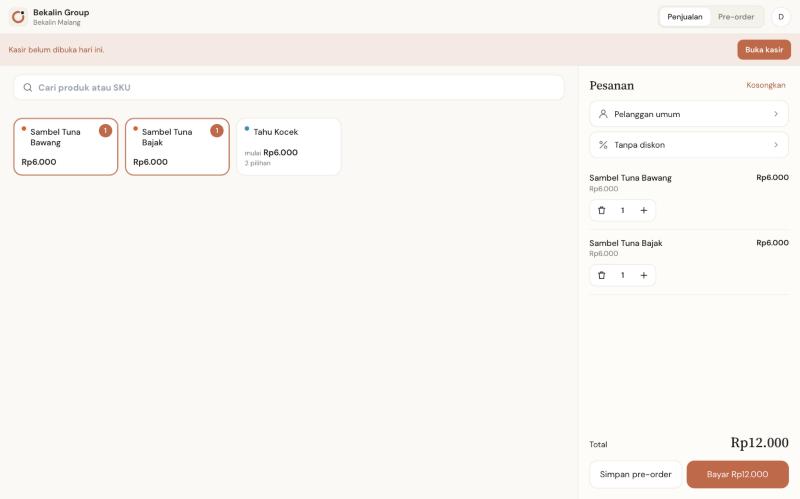 Bekalin Group
Bekalin Malang
Penjualan
Pre-order
D
Kasir belum dibuka hari ini.
Buka kasir
Cari produk atau SKU
Sambel Tuna Bawang
1
Rp6.000
Sambel Tuna Bajak
1
Rp6.000
Tahu Kocek
mulai Rp6.000
2 pilihan
Pesanan
Kosongkan
Pelanggan umum
Tanpa diskon
Sambel Tuna Bawang
Rp6.000
Rp6.000
1
Sambel Tuna Bajak
Rp6.000
Rp6.000
1
Total
Rp12.000
Simpan pre-order
Bayar Rp12.000